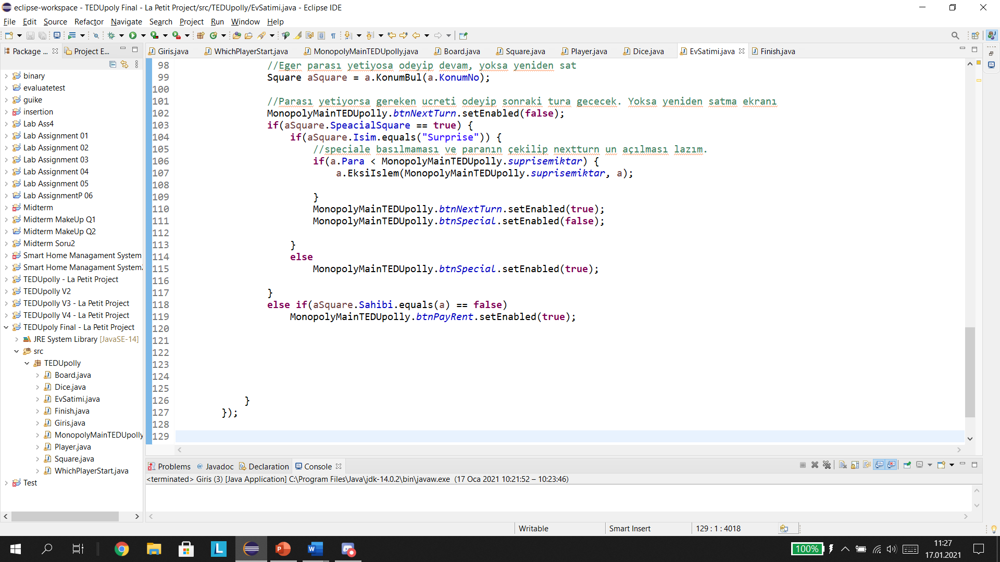 eclipse-workspace - TEDUpoly Final - La Petit Project/src/TEDUpolly/EvSatimi.java - Eclipse IDE
File Edit Source Refactor Navigate Search Project Run Window Help
Package ... Project E...
Giris.java WhichPlayerStart.java MonopolyMainTEDUpolly.java Board.java Square.java Player.java Dice.java EvSatimi.java Finish.java
binary
evaluatetest
guike
insertion
Lab Ass4
Lab Assignment 01
Lab Assignment 02
Lab Assignment 03
Lab Assignment 04
Lab Assignment 05
Lab AssignmentP 06
Midterm
Midterm MakeUp Q1
Midterm MakeUp Q2
Midterm Soru2
Smart Home Managament System
Smart Home Managament System
TEDUpolly - La Petit Project
TEDUpolly V2
TEDUpolly V3 - La Petit Project
TEDUpolly V4 - La Petit Project
TEDUpoly Final - La Petit Project
JRE System Library [JavaSE-14]
src
TEDUpolly
Board.java
Dice.java
EvSatimi.java
Finish.java
Giris.java
MonopolyMainTEDUpolly
Player.java
Square.java
WhichPlayerStart.java
Test
98 //Eger parası yetiyosa odeyip devam, yoksa yeniden sat
99 Square aSquare = a.KonumBul(a.KonumNo);
100
101 //Parası yetiyorsa gereken ucreti odeyip sonraki tura gececek. Yoksa yeniden satma ekranı
102 MonopolyMainTEDUpolly.btnNextTurn.setEnabled(false);
103 if(aSquare.SpeacialSquare == true) {
104 if(aSquare.Isim.equals("Surprise")) {
105 //speciale basılmaması ve paranın çekilip nextturn un açılması lazım.
106 if(a.Para < MonopolyMainTEDUpolly.suprisemiktar) {
107 a.EksiIslem(MonopolyMainTEDUpolly.suprisemiktar, a);
108
109 }
110 MonopolyMainTEDUpolly.btnNextTurn.setEnabled(true);
111 MonopolyMainTEDUpolly.btnSpecial.setEnabled(false);
112
113 }
114 else
115 MonopolyMainTEDUpolly.btnSpecial.setEnabled(true);
116
117 }
118 else if(aSquare.Sahibi.equals(a) == false)
119 MonopolyMainTEDUpolly.btnPayRent.setEnabled(true);
120
121
122
123
124
125
126 }
127 });
128
129
Problems @ Javadoc Declaration Console
<terminated> Giris (3) [Java Application] C:\Program Files\Java\jdk-14.0.2\bin\javaw.exe (17 Oca 2021 10:21:52 – 10:23:46)
Writable Smart Insert 129 : 1 : 4018
100%
11:27
17.01.2021